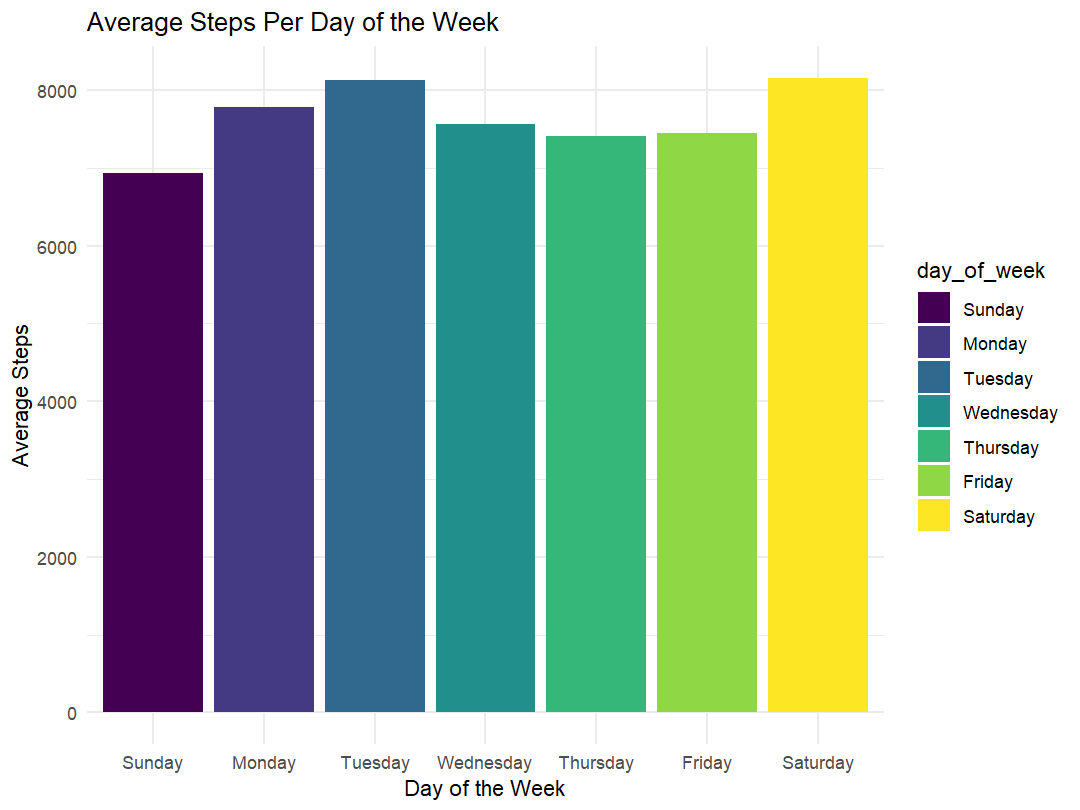 Average Steps Per Day of the Week
8000
6000
4000
2000
0
Average Steps
Sunday
Monday
Tuesday
Wednesday
Thursday
Friday
Saturday
Day of the Week
day_of_week
Sunday
Monday
Tuesday
Wednesday
Thursday
Friday
Saturday